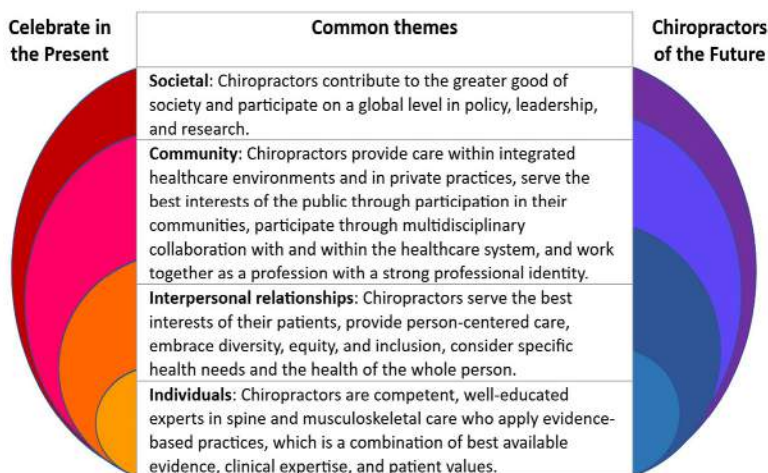 Celebrate in
the Present
Common themes
Chiropractors
of the Future
Societal: Chiropractors contribute to the greater good of
society and participate on a global level in policy, leadership,
and research.
Community: Chiropractors provide care within integrated
healthcare environments and in private practices, serve the
best interests of the public through participation in their
communities, participate through multidisciplinary
collaboration with and within the healthcare system, and work
together as a profession with a strong professional identity.
Interpersonal relationships: Chiropractors serve the best
interests of their patients, provide person-centered care,
embrace diversity, equity, and inclusion, consider specific
health needs and the health of the whole person.
Individuals: Chiropractors are competent, well-educated
experts in spine and musculoskeletal care who apply evidence-
based practices, which is a combination of best available
evidence, clinical expertise, and patient values.